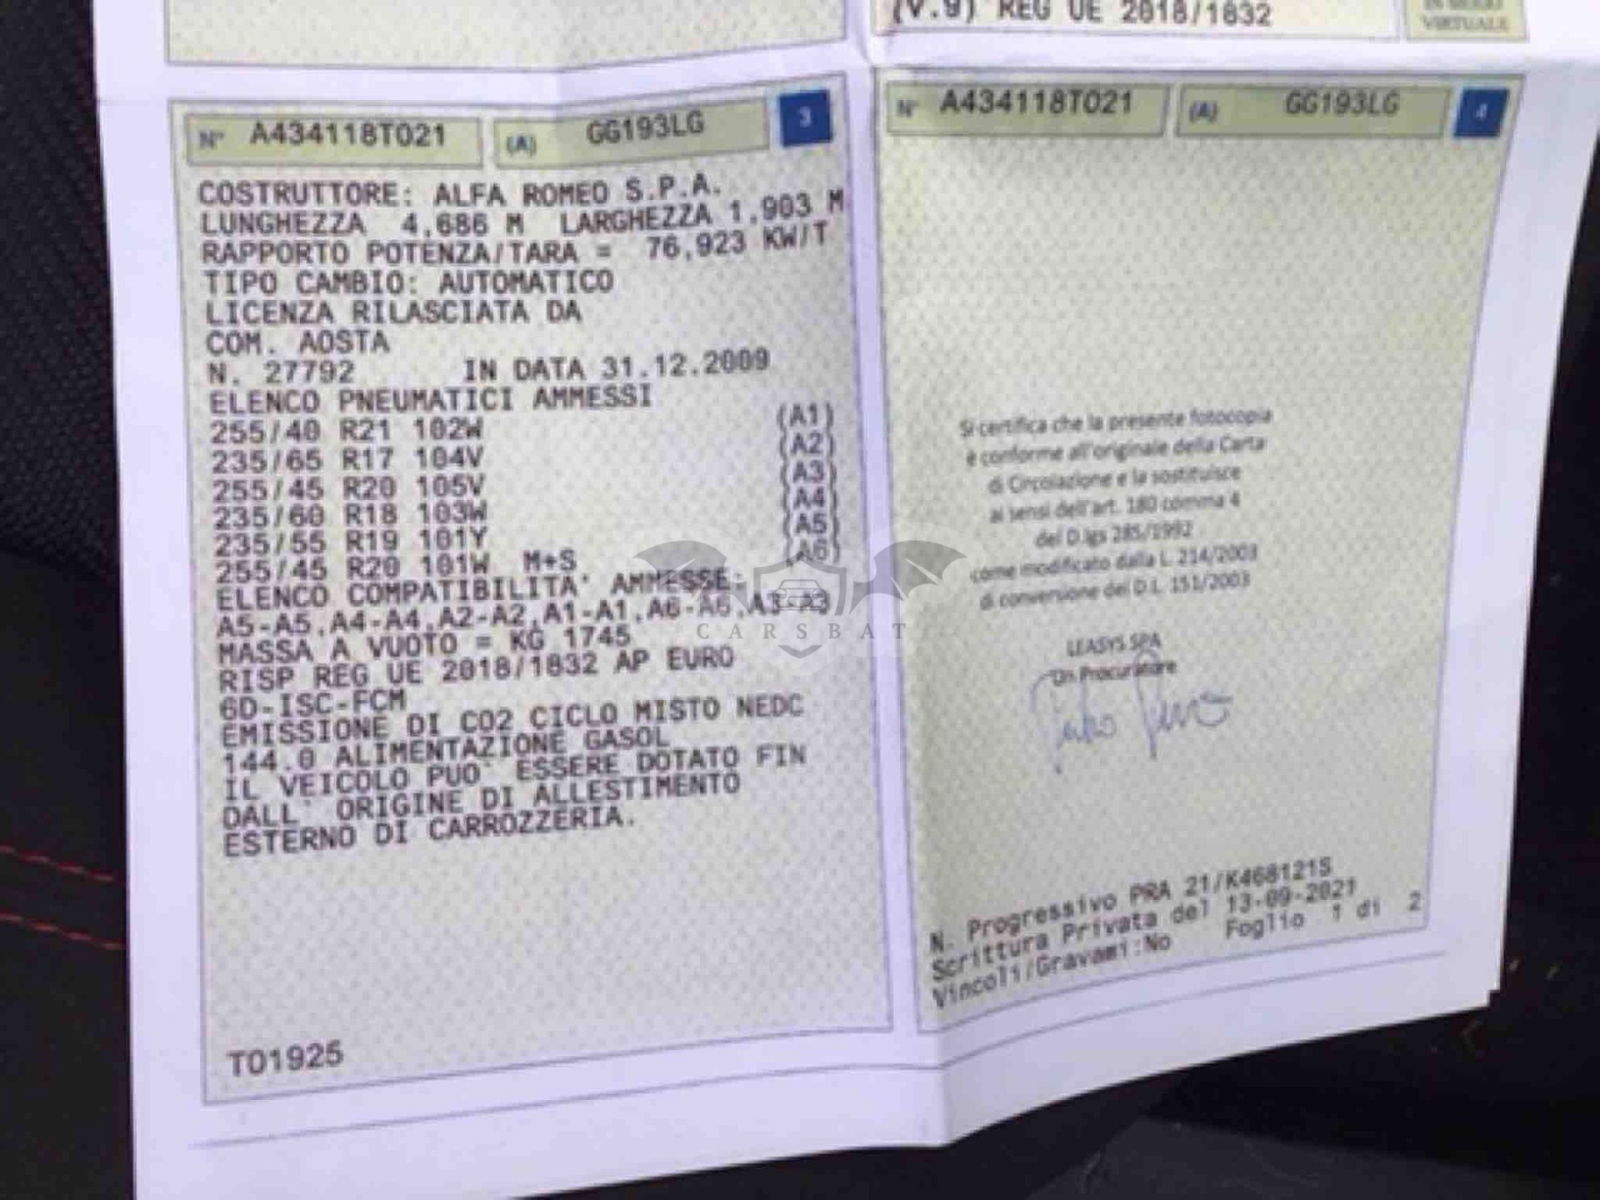 (V.9) REG UE 2018/1832
IN MODO
VIRTUALE
N° A434118T021 (A) GG193LG 3
COSTRUTTORE: ALFA ROMEO S.P.A.
LUNGHEZZA 4,686 M LARGHEZZA 1,903 M
RAPPORTO POTENZA/TARA = 76,923 KW/T
TIPO CAMBIO: AUTOMATICO
LICENZA RILASCIATA DA
COM. AOSTA
N. 27792 IN DATA 31.12.2009
ELENCO PNEUMATICI AMMESSI
255/40 R21 102W (A1)
235/65 R17 104V (A2)
255/45 R20 105V (A3)
235/60 R18 103W (A4)
235/55 R19 101Y (A5)
255/45 R20 101W M+S (A6)
ELENCO COMPATIBILITA' AMMESSE:
A5-A5,A4-A4,A2-A2,A1-A1,A6-A6,A3-A3
MASSA A VUOTO = KG 1745
RISP REG UE 2018/1832 AP EURO
6D-ISC-FCM
EMISSIONE DI CO2 CICLO MISTO NEDC
144.0 ALIMENTAZIONE GASOL
IL VEICOLO PUO' ESSERE DOTATO FIN
DALL' ORIGINE DI ALLESTIMENTO
ESTERNO DI CARROZZERIA.
TO1925
N° A434118T021 (A) GG193LG 4
Si certifica che la presente fotocopia
è conforme all'originale della Carta
di Circolazione e la sostituisce
ai sensi dell'art. 180 comma 4
del D.lgs 285/1992
come modificato dalla L. 214/2003
di conversione del D.L. 151/2003
LEASYS SPA
Un Procuratore
N. Progressivo PRA 21/K468121S
Scrittura Privata del 13-09-2021
Vincoli/Gravami:No Foglio 1 di 2
CARSBAT